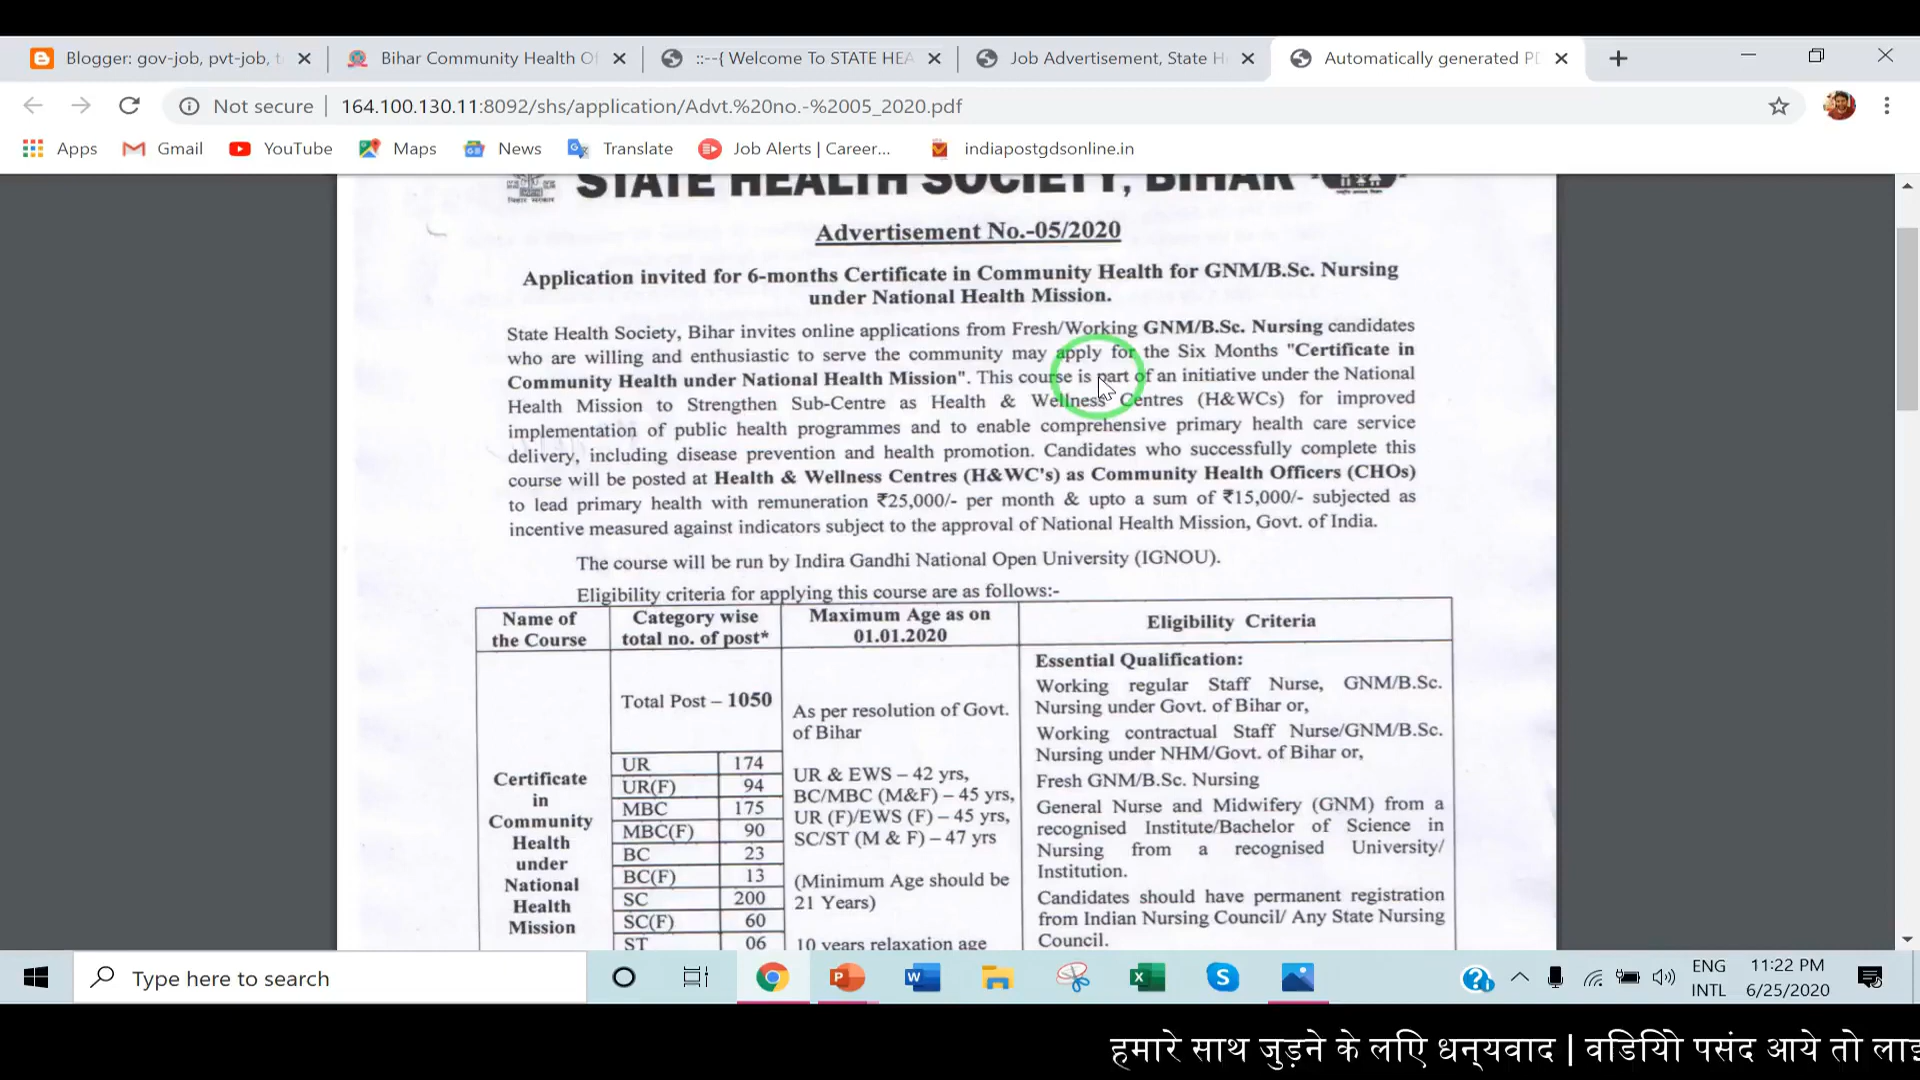 Blogger: gov-job, pvt-job, t
Bihar Community Health Of
::--{ Welcome To STATE HEA
Job Advertisement, State H
Automatically generated PD
Not secure | 164.100.130.11:8092/shs/application/Advt.%20no.-%2005_2020.pdf
Apps
Gmail
YouTube
Maps
News
Translate
Job Alerts | Career...
indiapostgdsonline.in
STATE HEALTH SOCIETY, BIHAR
Advertisement No.-05/2020
Application invited for 6-months Certificate in Community Health for GNM/B.Sc. Nursing
under National Health Mission.
State Health Society, Bihar invites online applications from Fresh/Working GNM/B.Sc. Nursing candidates
who are willing and enthusiastic to serve the community may apply for the Six Months "Certificate in
Community Health under National Health Mission". This course is part of an initiative under the National
Health Mission to Strengthen Sub-Centre as Health & Wellness Centres (H&WCs) for improved
implementation of public health programmes and to enable comprehensive primary health care service
delivery, including disease prevention and health promotion. Candidates who successfully complete this
course will be posted at Health & Wellness Centres (H&WC's) as Community Health Officers (CHOs)
to lead primary health with remuneration ₹25,000/- per month & upto a sum of ₹15,000/- subjected as
incentive measured against indicators subject to the approval of National Health Mission, Govt. of India.
The course will be run by Indira Gandhi National Open University (IGNOU).
Eligibility criteria for applying this course are as follows:-
Name of
the Course
Category wise
total no. of post*
Maximum Age as on
01.01.2020
Eligibility Criteria
Certificate
in
Community
Health
under
National
Health
Mission
Total Post – 1050
UR 174
UR(F) 94
MBC 175
MBC(F) 90
BC 23
BC(F) 13
SC 200
SC(F) 60
ST 06
As per resolution of Govt.
of Bihar
UR & EWS – 42 yrs,
BC/MBC (M&F) – 45 yrs,
UR (F)/EWS (F) – 45 yrs,
SC/ST (M & F) – 47 yrs
(Minimum Age should be
21 Years)
10 years relaxation age
Essential Qualification:
Working regular Staff Nurse, GNM/B.Sc.
Nursing under Govt. of Bihar or,
Working contractual Staff Nurse/GNM/B.Sc.
Nursing under NHM/Govt. of Bihar or,
Fresh GNM/B.Sc. Nursing
General Nurse and Midwifery (GNM) from a
recognised Institute/Bachelor of Science in
Nursing from a recognised University/
Institution.
Candidates should have permanent registration
from Indian Nursing Council/ Any State Nursing
Council.
Type here to search
ENG
INTL
11:22 PM
6/25/2020
हमारे साथ जुड़ने के लिए धन्यवाद | विडियो पसंद आये तो लाइ